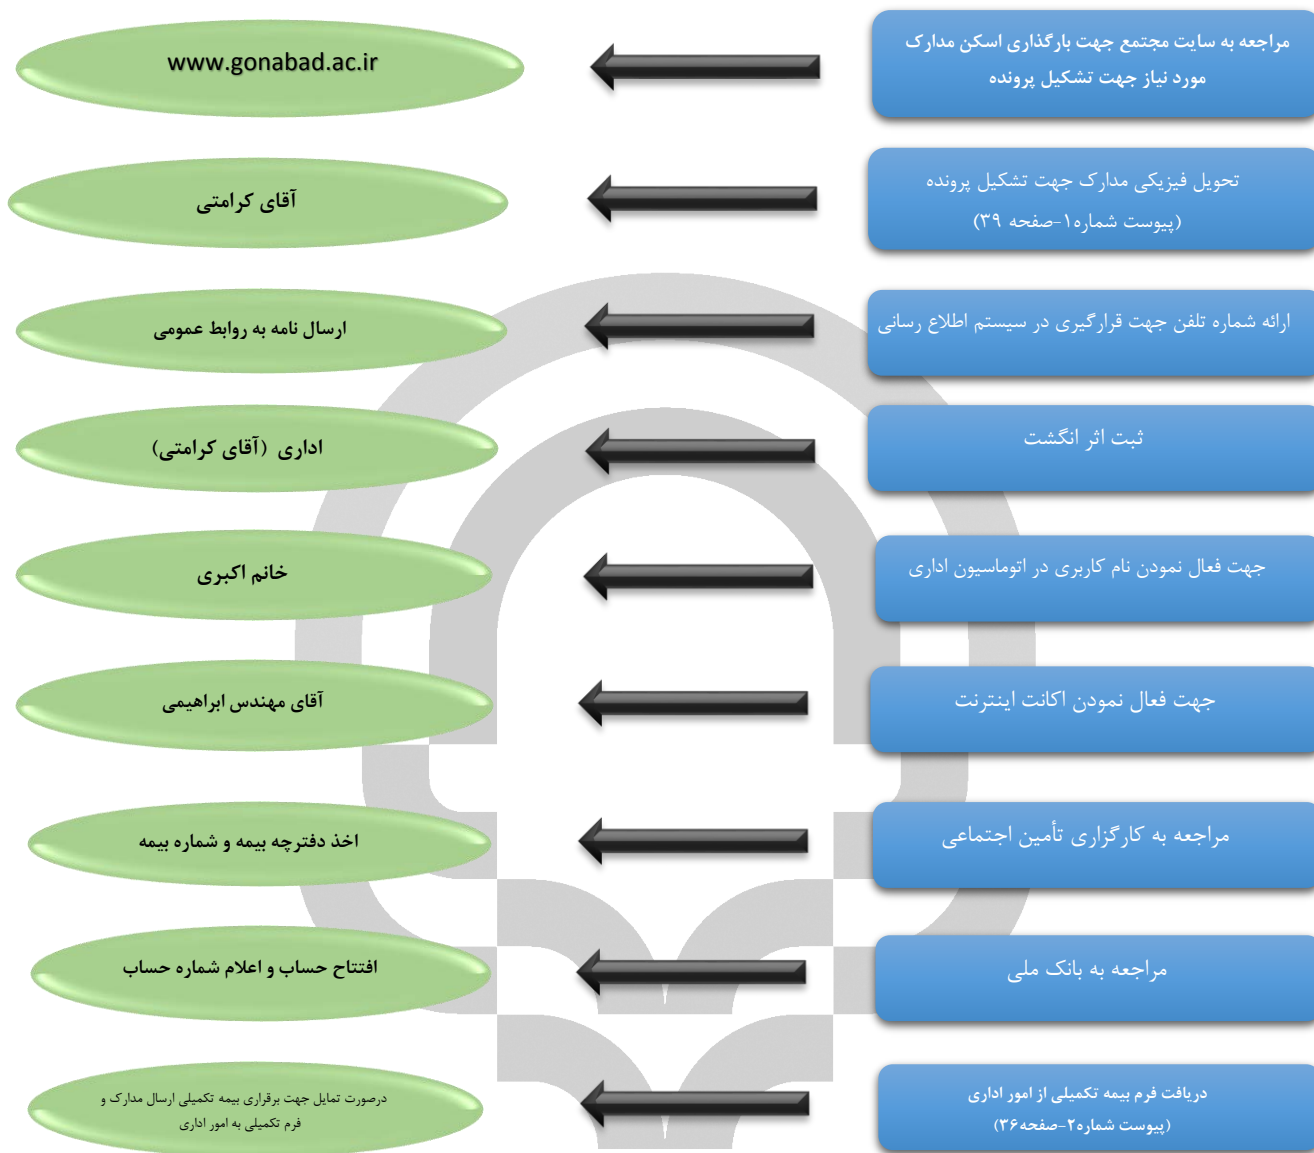 مراجعه به سایت مجتمع جهت بارگذاری اسکن مدارک
مورد نیاز جهت تشکیل پرونده
www.gonabad.ac.ir
تحویل فیزیکی مدارک جهت تشکیل پرونده
(پیوست شماره۱-صفحه ۳۹)
آقای کرامتی
ارائه شماره تلفن جهت قرارگیری در سیستم اطلاع رسانی
ارسال نامه به روابط عمومی
ثبت اثر انگشت
اداری (آقای کرامتی)
جهت فعال نمودن نام کاربری در اتوماسیون اداری
خانم اکبری
جهت فعال نمودن اکانت اینترنت
آقای مهندس ابراهیمی
مراجعه به کارگزاری تأمین اجتماعی
اخذ دفترچه بیمه و شماره بیمه
مراجعه به بانک ملی
افتتاح حساب و اعلام شماره حساب
دریافت فرم بیمه تکمیلی از امور اداری
(پیوست شماره۲-صفحه۳۶)
درصورت تمایل جهت برقراری بیمه تکمیلی ارسال مدارک و
فرم تکمیلی به امور اداری